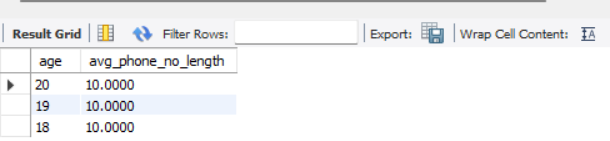 Result Grid Filter Rows: Export: Wrap Cell Content: IA
age avg_phone_no_length
20 10.0000
19 10.0000
18 10.0000